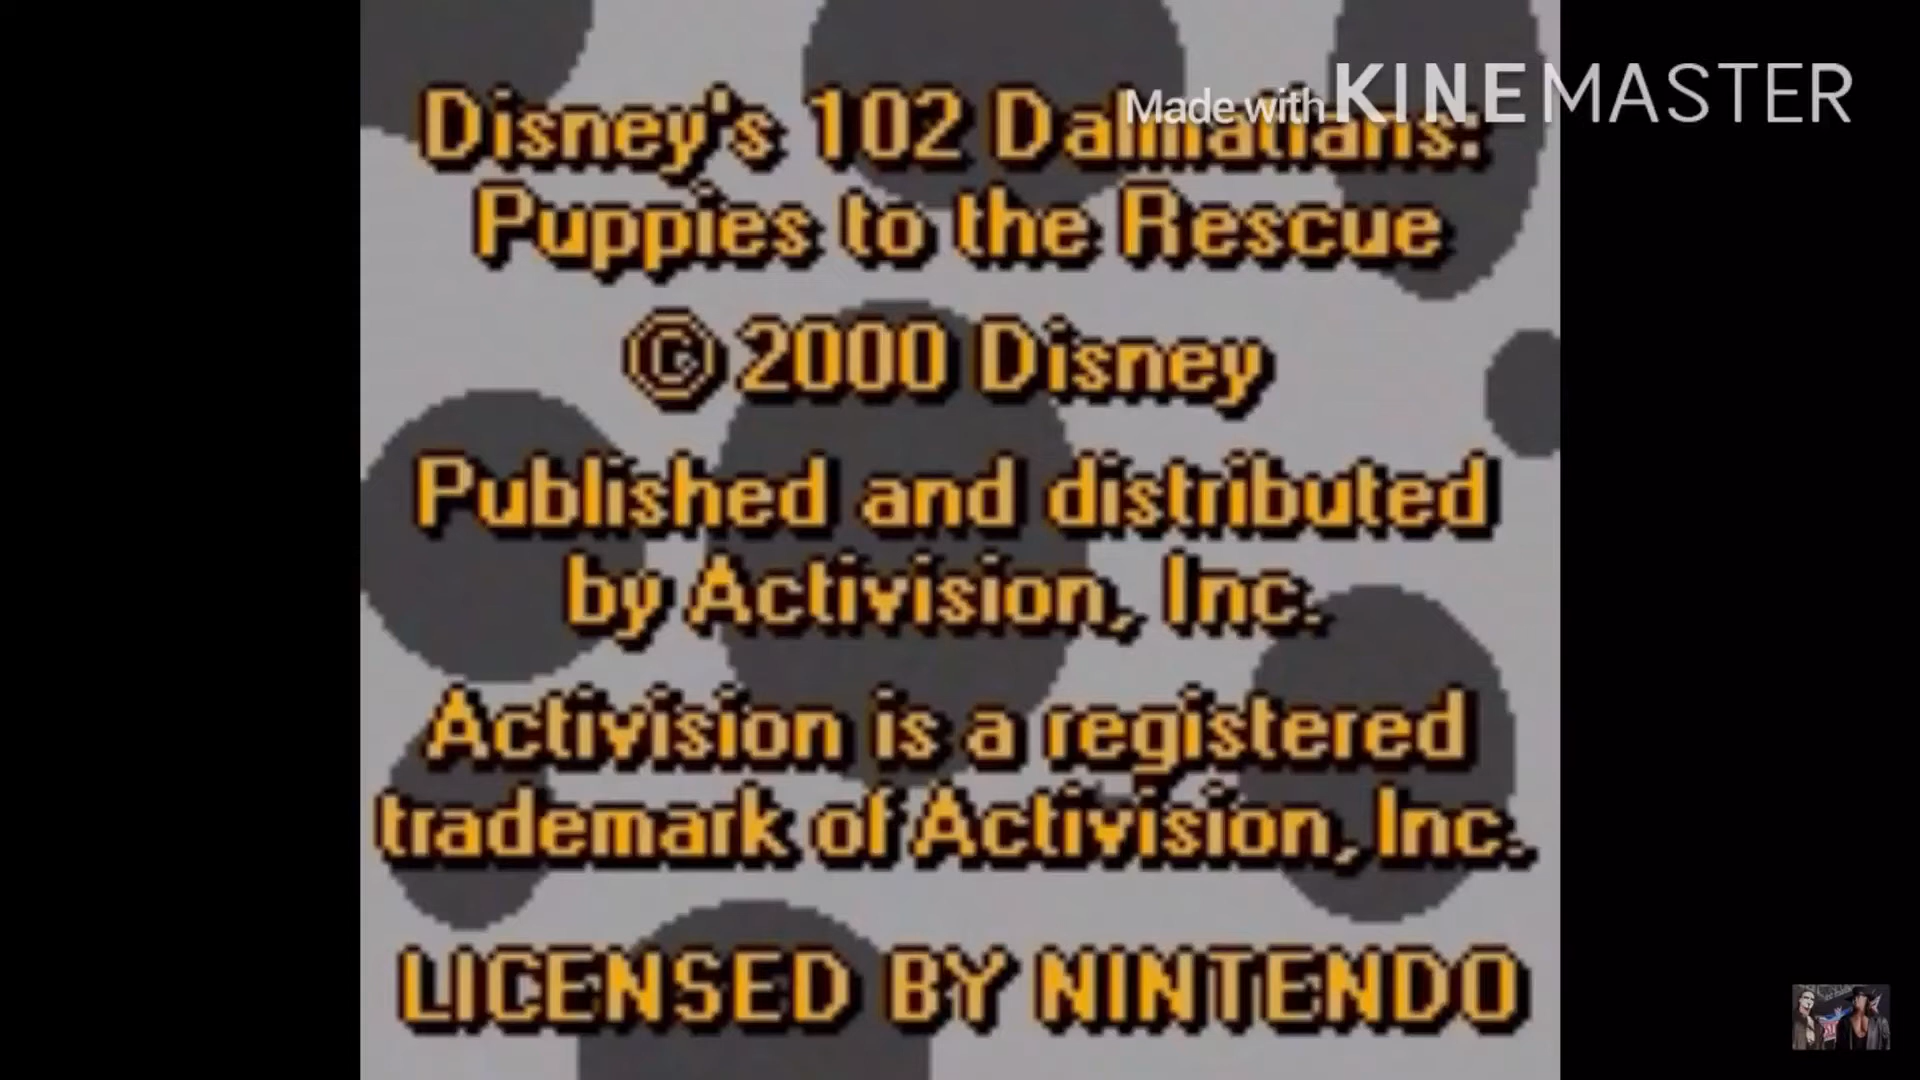 Made with KINEMASTER
Disney's 102 Dalmatians:
Puppies to the Rescue
© 2000 Disney
Published and distributed
by Activision, Inc.
Activision is a registered
trademark of Activision, Inc.
LICENSED BY NINTENDO